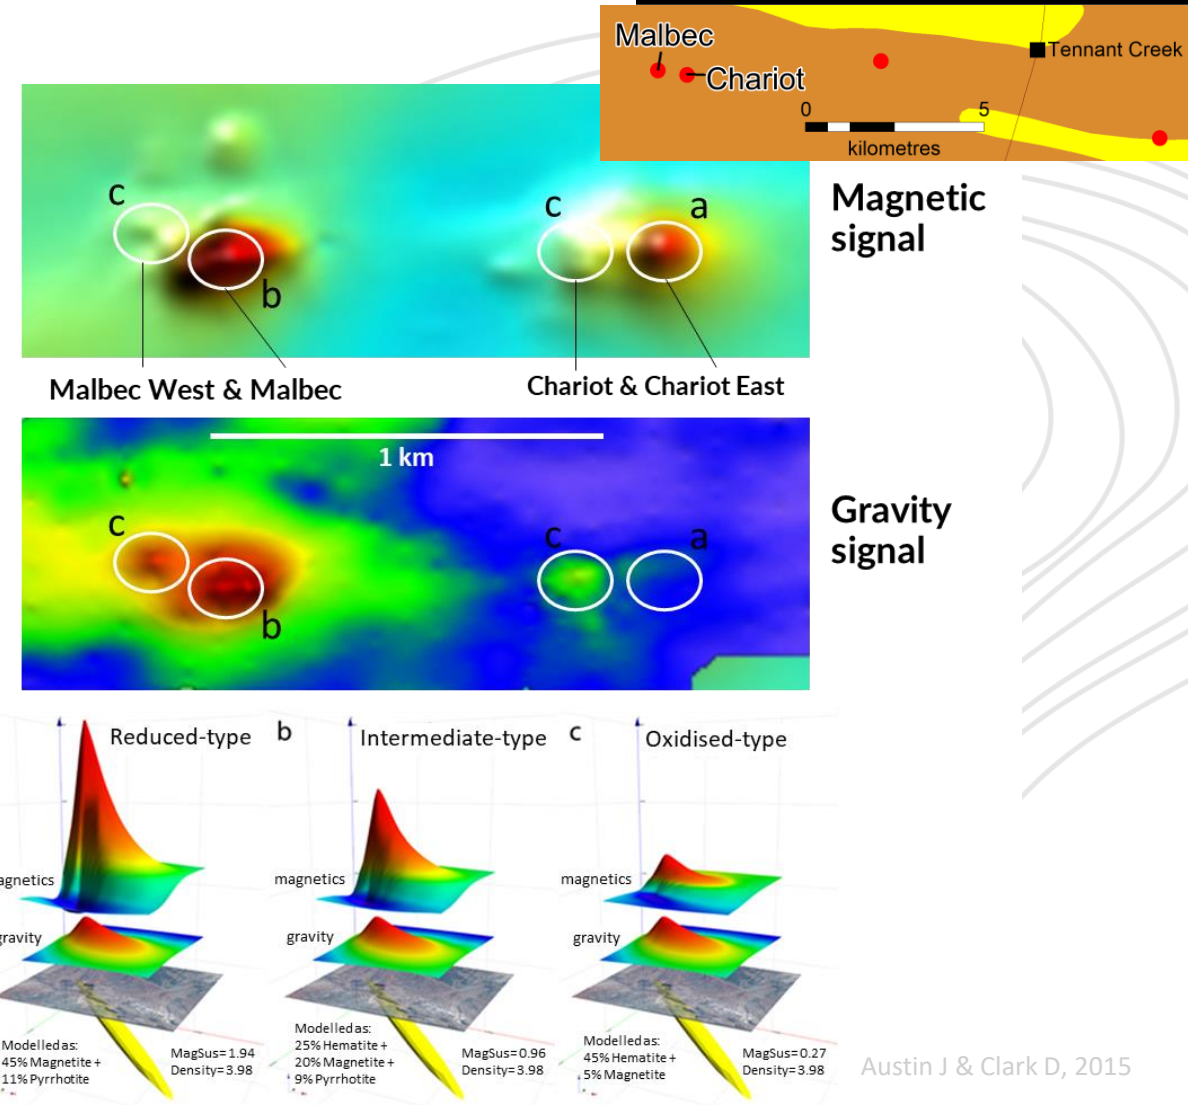 Malbec
Tennant Creek
Chariot
0 5
kilometres
c
c
a
b
Magnetic
signal
Malbec West & Malbec
Chariot & Chariot East
1 km
c
c
a
b
Gravity
signal
Reduced-type
b
Intermediate-type
c
Oxidised-type
agnetics
magnetics
magnetics
gravity
gravity
gravity
Modelled as:
45% Magnetite +
11% Pyrrhotite
MagSus=1.94
Density=3.98
Modelled as:
25% Hematite +
20% Magnetite +
9% Pyrrhotite
MagSus=0.96
Density=3.98
Modelled as:
45% Hematite +
5% Magnetite
MagSus=0.27
Density=3.98
Austin J & Clark D, 2015